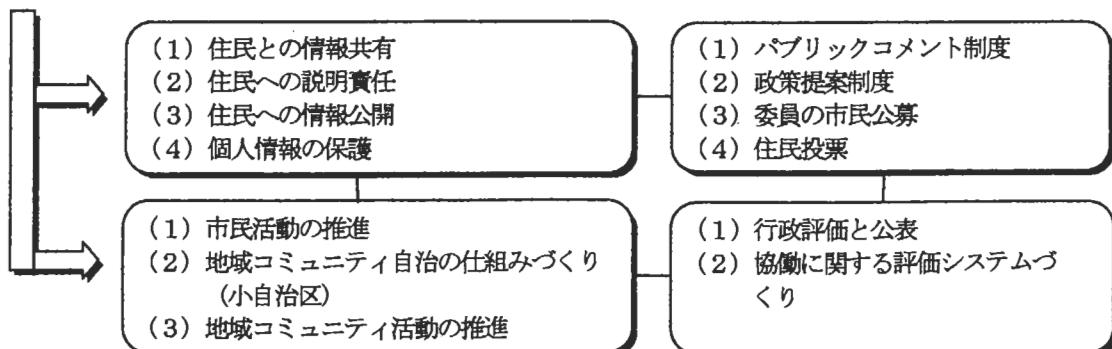 (1) 住民との情報共有
(2) 住民への説明責任
(3) 住民への情報公開
(4) 個人情報の保護
(1) パブリックコメント制度
(2) 政策提案制度
(3) 委員の市民公募
(4) 住民投票
(1) 市民活動の推進
(2) 地域コミュニティ自治の仕組みづくり
(小自治区)
(3) 地域コミュニティ活動の推進
(1) 行政評価と公表
(2) 協働に関する評価システムづ
くり